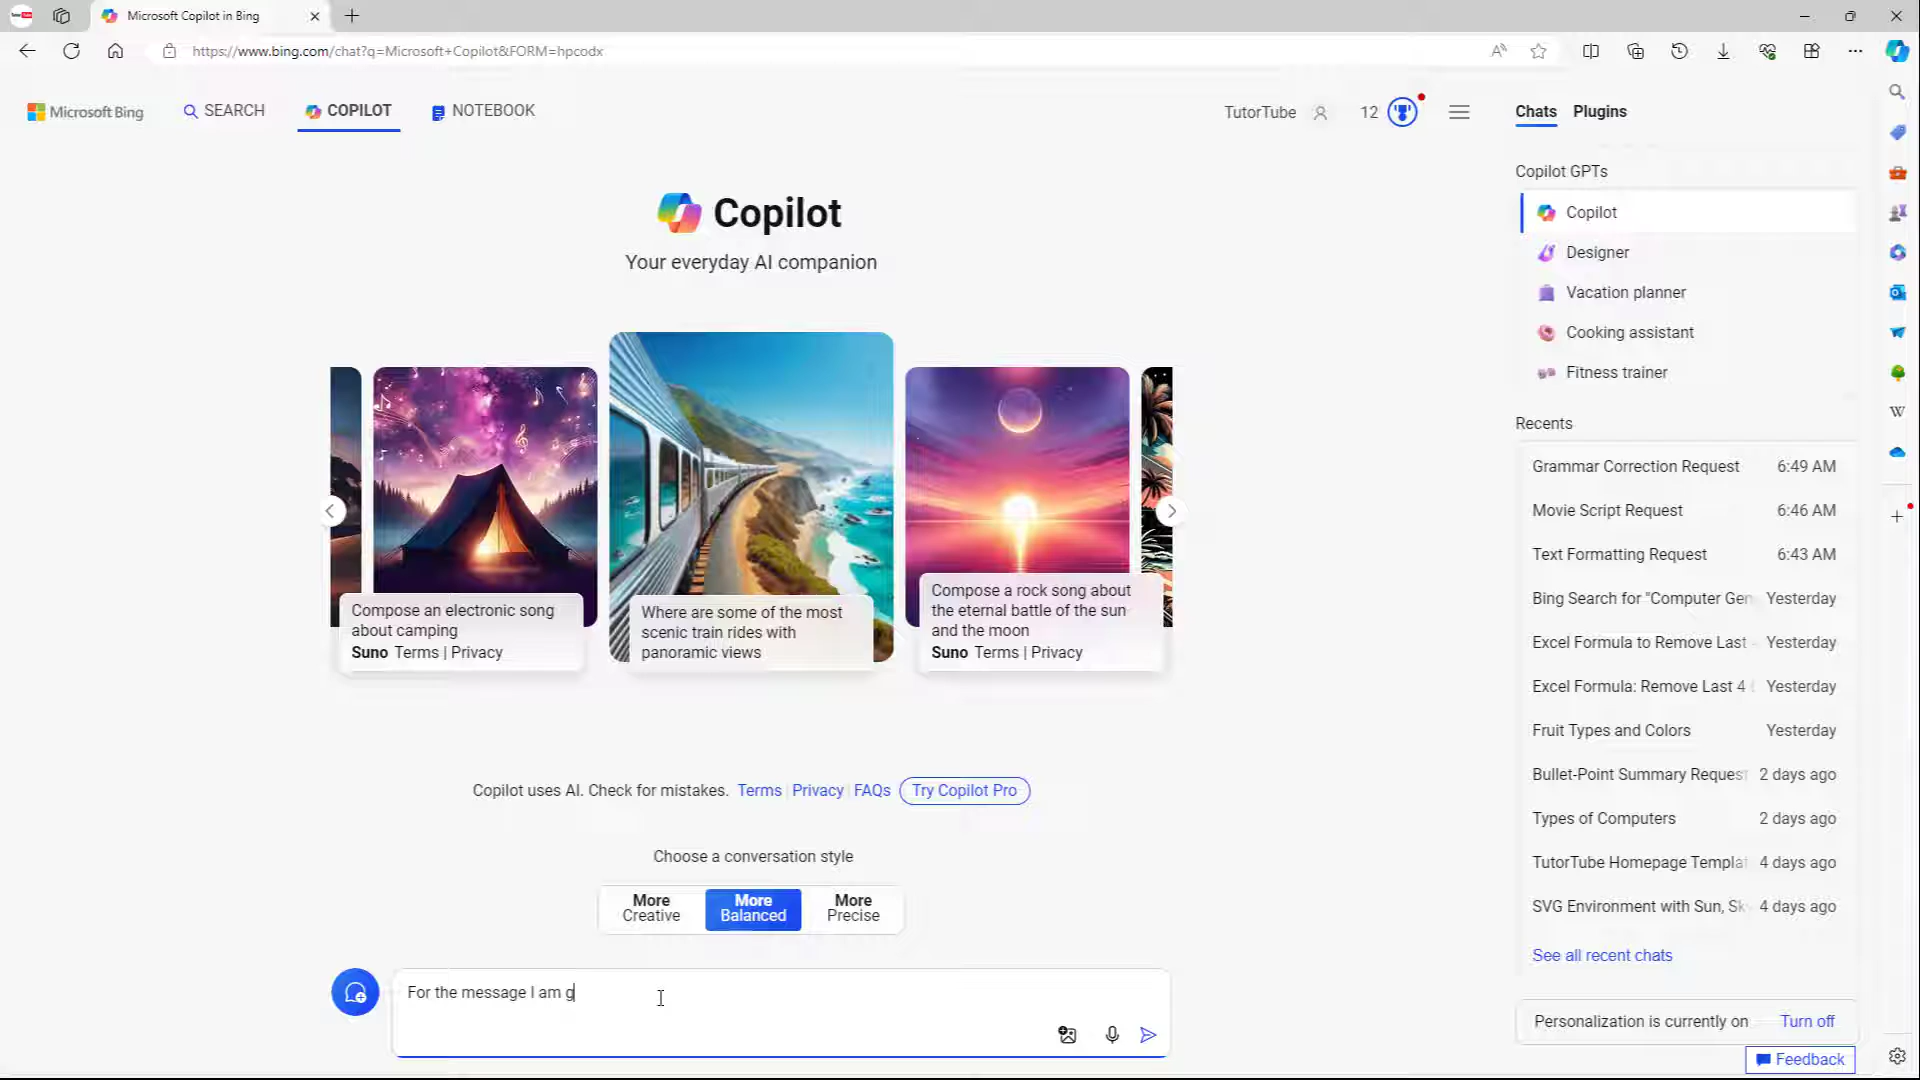 Microsoft Copilot in Bing
https://www.bing.com/chat?q=Microsoft+Copilot&FORM=hpcodx
Microsoft Bing
SEARCH
COPILOT
NOTEBOOK
TutorTube
12
Chats
Plugins
Copilot
Your everyday AI companion
Compose an electronic song
about camping
Suno Terms | Privacy
Where are some of the most
scenic train rides with
panoramic views
Compose a rock song about
the eternal battle of the sun
and the moon
Suno Terms | Privacy
Copilot uses AI. Check for mistakes. Terms | Privacy | FAQs
Try Copilot Pro
Choose a conversation style
More
Creative
More
Balanced
More
Precise
For the message I am g
Copilot GPTs
Copilot
Designer
Vacation planner
Cooking assistant
Fitness trainer
Recents
Grammar Correction Request 6:49 AM
Movie Script Request 6:46 AM
Text Formatting Request 6:43 AM
Bing Search for "Computer Gen Yesterday
Excel Formula to Remove Last Yesterday
Excel Formula: Remove Last 4 Yesterday
Fruit Types and Colors Yesterday
Bullet-Point Summary Request 2 days ago
Types of Computers 2 days ago
TutorTube Homepage Templat 4 days ago
SVG Environment with Sun, Sk 4 days ago
See all recent chats
Personalization is currently on Turn off
Feedback